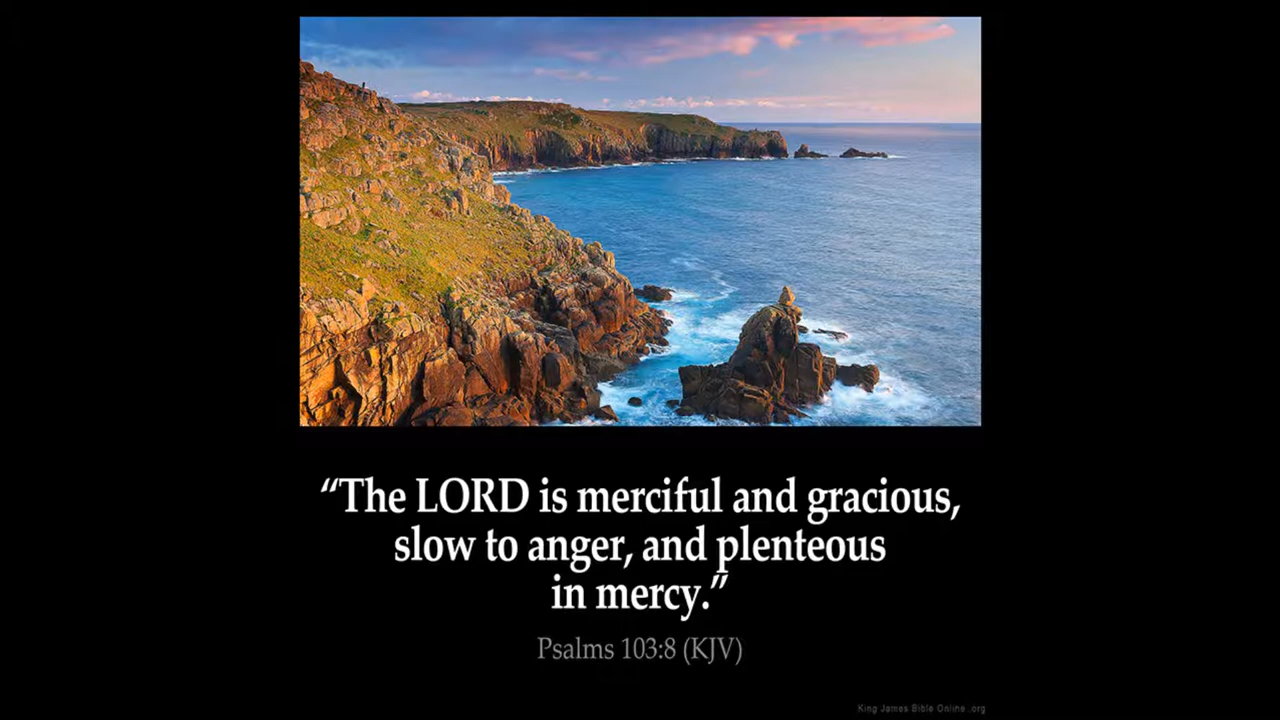 “The LORD is merciful and gracious,
slow to anger, and plenteous
in mercy.”
Psalms 103:8 (KJV)
King James Bible Online .org